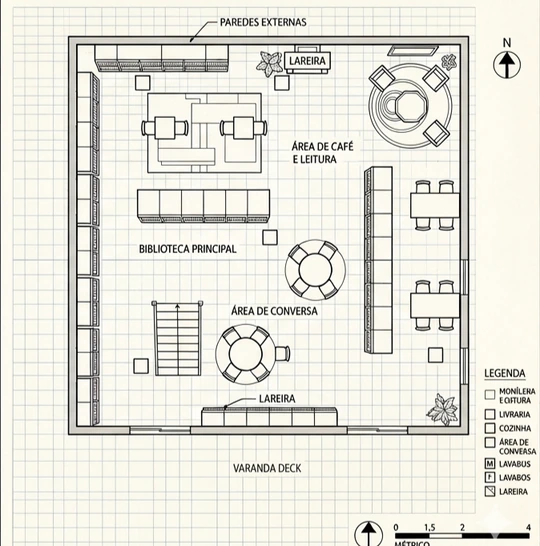 PAREDES EXTERNAS
N
LAREIRA
ÁREA DE CAFÉ
E LEITURA
BIBLIOTECA PRINCIPAL
ÁREA DE CONVERSA
LAREIRA
VARANDA DECK
LEGENDA
MONÍLERA
E OITURA
LIVRARIA
COZINHA
ÁREA DE
CONVEASA
M LAVABUS
F LAVABOS
LAREIRA
0 1,5 2 4
MÉTRICO